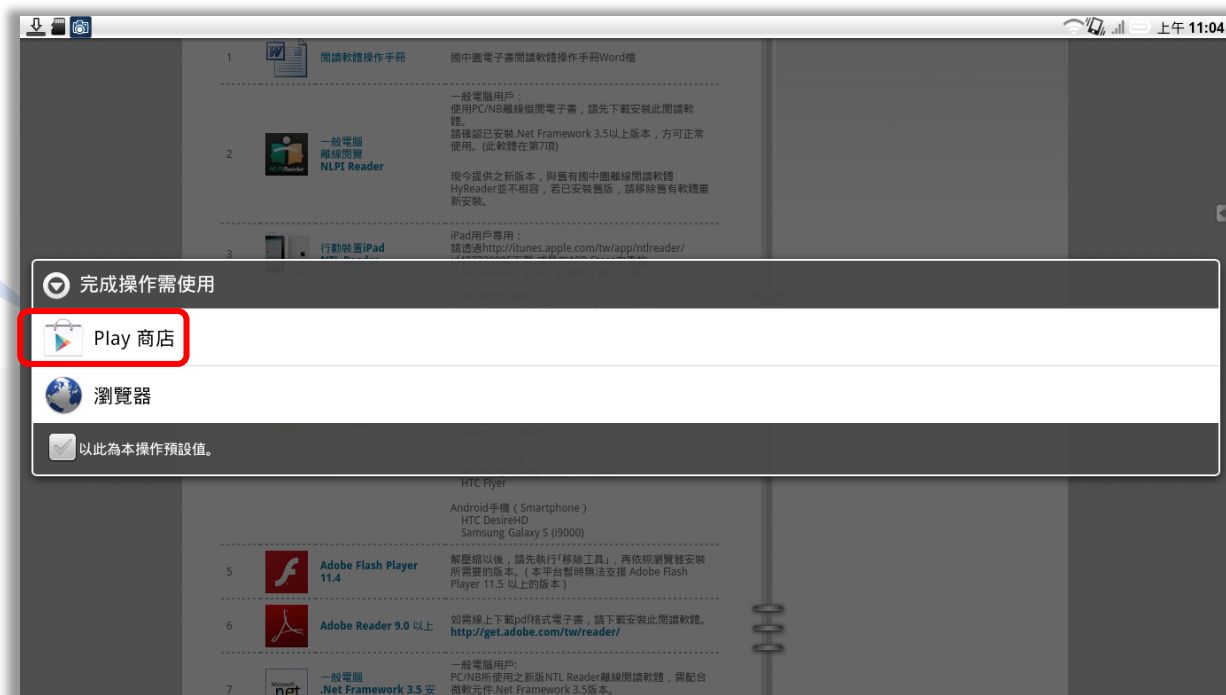 上午 11:04
1
閱讀軟體操作手冊
國中圖電子書閱讀軟體操作手冊Word檔
2
NLPI Reader
一般電腦
離線閱覽
NLPI Reader
一般電腦用戶：
使用PC/NB離線借閱電子書，請先下載安裝此閱讀軟
體。
請確認已安裝.Net Framework 3.5以上版本，方可正常
使用。(此軟體在第7項)
現今提供之新版本，與舊有國中圖離線閱讀軟體
HyReader並不相容，若已安裝舊版，請移除舊有軟體重
新安裝。
3
行動裝置iPad
NTL Reader
iPad用戶專用：
請透過http://itunes.apple.com/tw/app/ntlreader/
完成操作需使用
Play 商店
瀏覽器
以此為本操作預設值。
HTC Flyer
Android手機（Smartphone）
HTC DesireHD
Samsung Galaxy S (i9000)
5
Adobe Flash Player
11.4
解壓縮以後，請先執行「移除工具」，再依照瀏覽器安裝
所需要的版本。( 本平台暫時無法支援 Adobe Flash
Player 11.5 以上的版本 )
6
Adobe Reader 9.0 以上
如需線上下載pdf格式電子書，請下載安裝此閱讀軟體。
http://get.adobe.com/tw/reader/
7
Microsoft
.net
一般電腦
.Net Framework 3.5 安
一般電腦用戶:
PC/NB所使用之新版NTL Reader離線閱讀軟體，需配合
微軟元件.Net Framework 3.5版本。